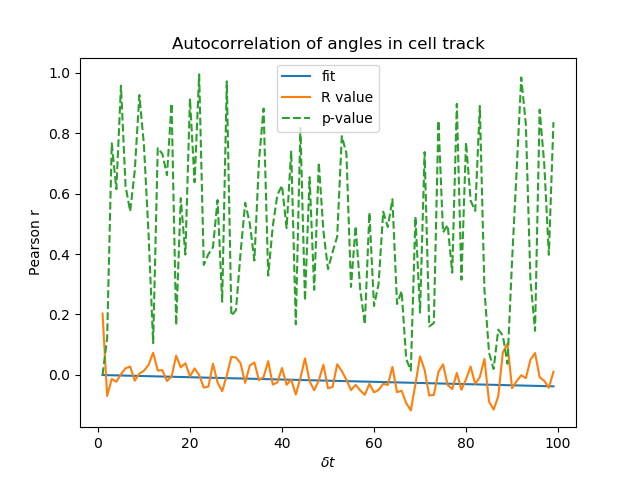 Autocorrelation of angles in cell track
fit
R value
p-value
Pearson r
1.0
0.8
0.6
0.4
0.2
0.0
0 20 40 60 80 100
δt